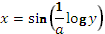 x = sin(1/a log y)